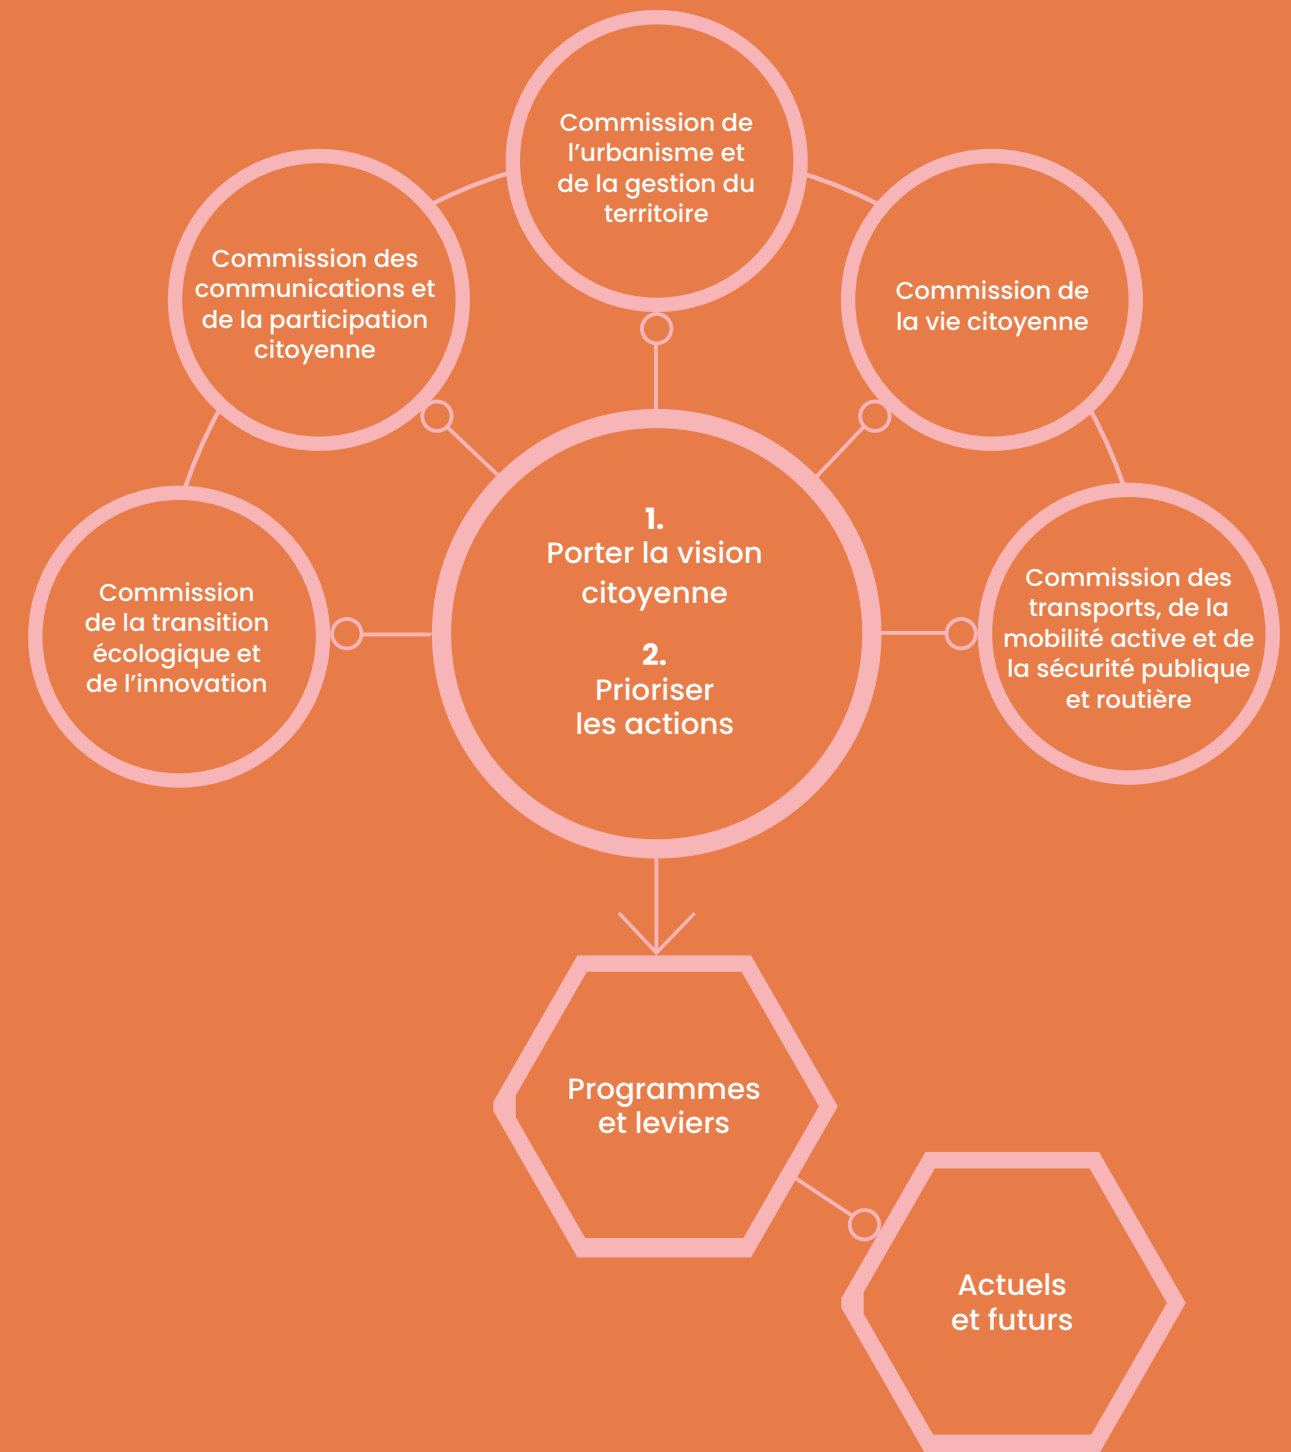 Commission de
l’urbanisme et
de la gestion du
territoire
Commission des
communications et
de la participation
citoyenne
Commission de
la vie citoyenne
Commission
de la transition
écologique et
de l’innovation
1.
Porter la vision
citoyenne
2.
Prioriser
les actions
Commission des
transports, de la
mobilité active et de
la sécurité publique
et routière
Programmes
et leviers
Actuels
et futurs